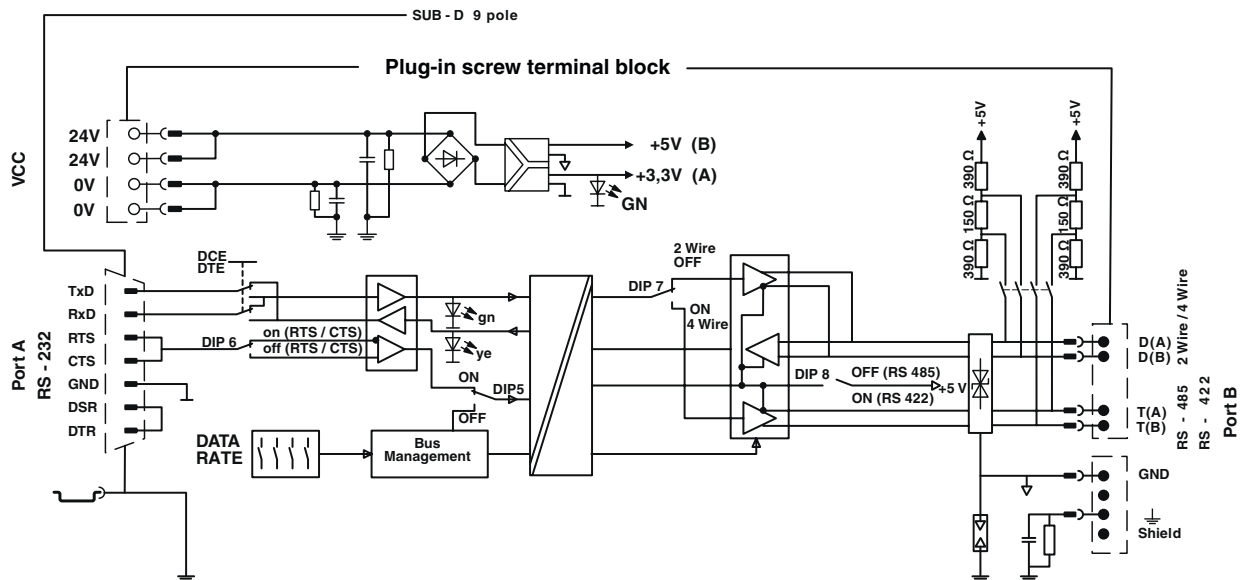 SUB - D 9 pole
Plug-in screw terminal block
VCC
24V
24V
0V
0V
+5V (B)
+3,3V (A)
GN
+5V
+5V
390 Ω
150 Ω
390 Ω
390 Ω
150 Ω
390 Ω
Port A
RS - 232
TxD
RxD
RTS
CTS
GND
DSR
DTR
DCE
DTE
DIP 6
on (RTS / CTS)
off (RTS / CTS)
gn
ye
ON
DIP5
OFF
DATA
RATE
Bus
Management
2 Wire
OFF
DIP 7
ON
4 Wire
DIP 8
OFF (RS 485)
+5 V
ON (RS 422)
D(A)
D(B)
T(A)
T(B)
2 Wire / 4 Wire
RS - 485
RS - 422
Port B
GND
Shield